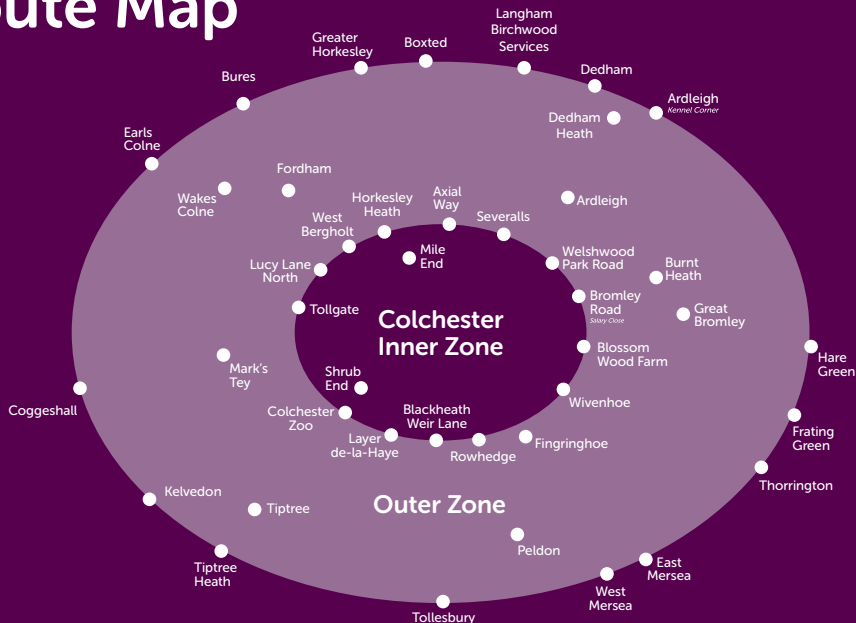 ute Map
Langham
Birchwood
Services
Greater
Horkesley
Boxted
Dedham
Bures
Ardleigh
Kennel Corner
Dedham
Heath
Earls
Colne
Fordham
Wakes
Colne
Horkesley
Heath
Axial
Way
Ardleigh
West
Bergholt
Severalls
Mile
End
Welshwood
Park Road
Burnt
Heath
Lucy Lane
North
Bromley
Road
Salary Close
Tollgate
Great
Bromley
Colchester
Inner Zone
Blossom
Wood Farm
Hare
Green
Mark's
Tey
Shrub
End
Coggeshall
Wivenhoe
Colchester
Zoo
Blackheath
Weir Lane
Layer
de-la-Haye
Rowhedge
Fingringhoe
Frating
Green
Thorrington
Kelvedon
Tiptree
Outer Zone
Peldon
Tiptree
Heath
East
Mersea
West
Mersea
Tollesbury